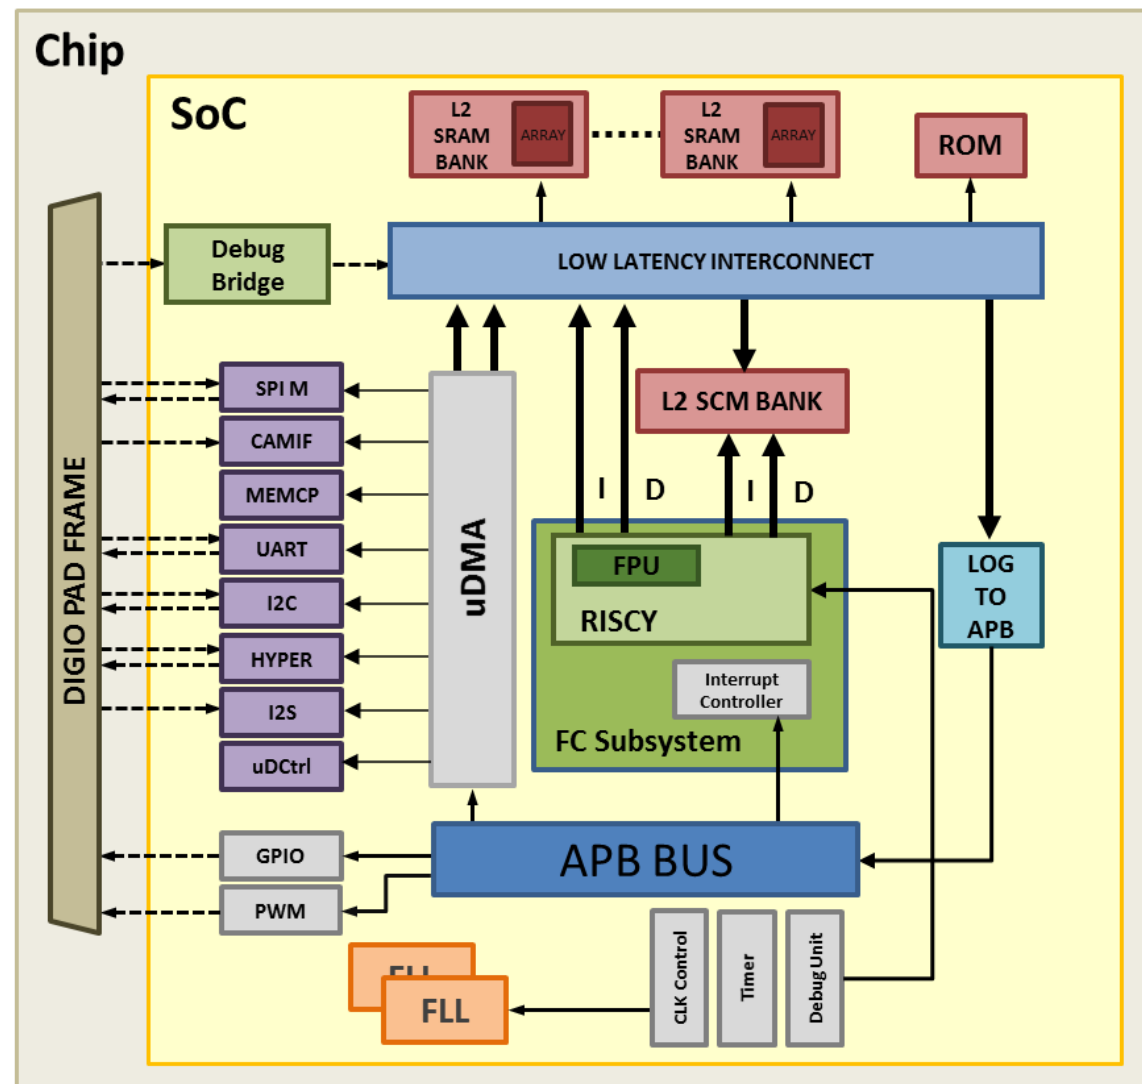 Chip
SoC
L2
SRAM
BANK
ARRAY
L2
SRAM
BANK
ARRAY
ROM
Debug
Bridge
LOW LATENCY INTERCONNECT
DIGIO PAD FRAME
SPI M
CAMIF
MEMCP
UART
I2C
HYPER
I2S
uDCtrl
uDMA
L2 SCM BANK
I
D
I
D
FPU
RISCY
Interrupt
Controller
FC Subsystem
LOG
TO
APB
GPIO
PWM
APB BUS
FLL
FLL
CLK Control
Timer
Debug Unit